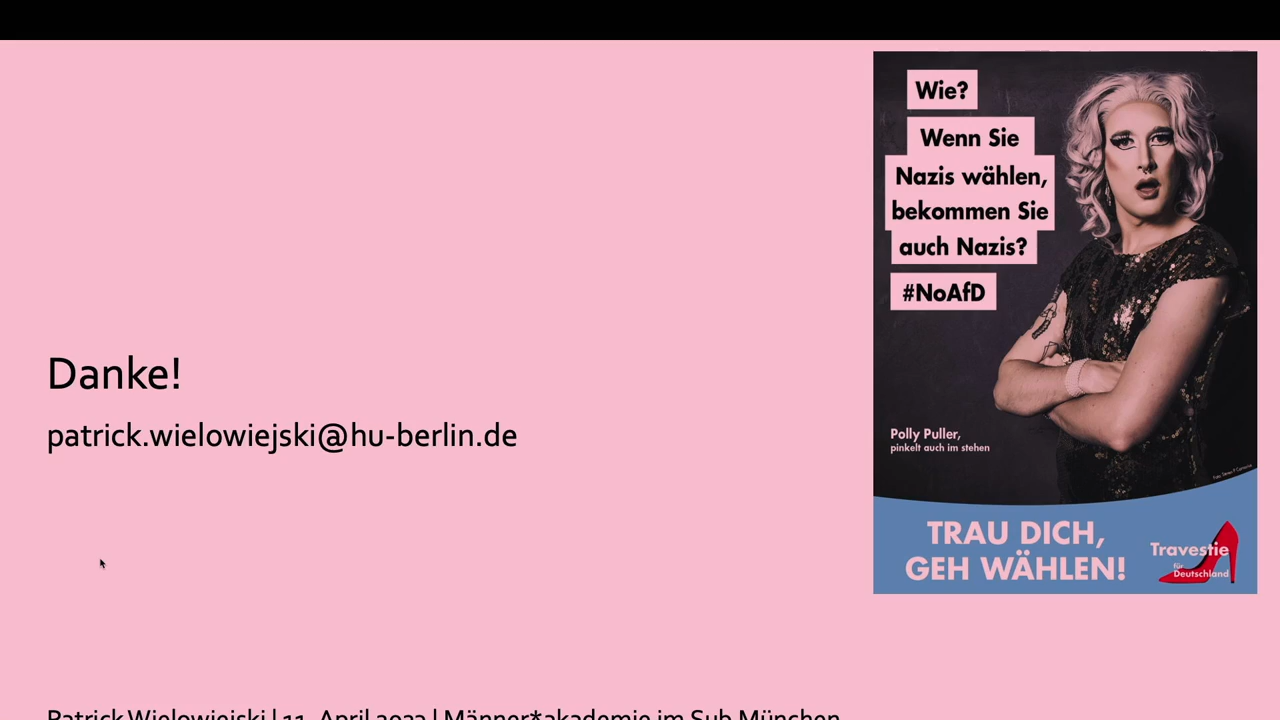 Wie?
Wenn Sie
Nazis wählen,
bekommen Sie
auch Nazis?
#NoAfD
Danke!
patrick.wielowiejski@hu-berlin.de
Polly Puller,
pinkelt auch im stehen
TRAU DICH,
GEH WÄHLEN!
Travestie
für
Deutschland
Patrick Wielowiejski | 11. April 2023 | Männer*akademie im Sub München